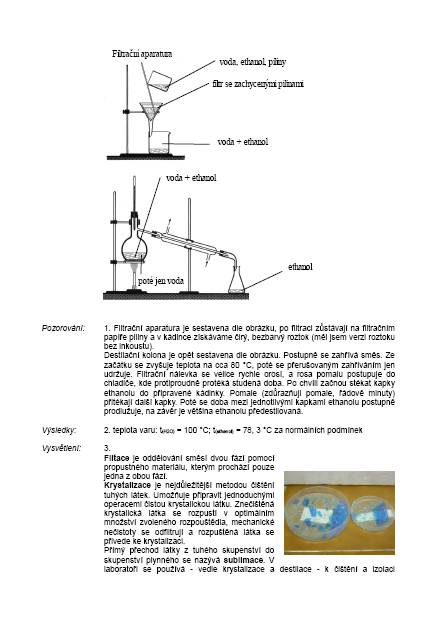 Filtrační aparatura
voda, ethanol, piliny
filtr se zachycenými pilinami
voda + ethanol
voda + ethanol
ethanol
poté jen voda
Pozorování: 1. Filtrační aparatura je sestavena dle obrázku, po filtraci zůstávají na filtračním
papíře piliny a v kádince získáváme čirý, bezbarvý roztok (měl jsem verzi roztoku
bez inkoustu).
Destilační kolona je opět sestavena dle obrázku. Postupně se zahřívá směs. Ze
začátku se zvyšuje teplota na cca 80 °C, poté se přerušovaným zahříváním jen
udržuje. Filtrační nálevka se velice rychle orosí, a rosa pomalu postupuje do
chladiče, kde protiproudně protéká studená boda. Po chvíli začnou stékat kapky
ethanolu do připravené kádinky. Pomale (zdůrazňuji pomale, řádově minuty)
přitékají další kapky. Poté se doba mezi jednotlivými kapkami ethanolu postupně
prodlužuje, na závěr je většina ethanolu předestilovaná.
Výsledky: 2. teplota varu: t(H2O) = 100 °C; t(ethanol) = 78, 3 °C za normálních podmínek
Vysvětlení: 3.
Filtace je oddělování směsí dvou fází pomocí
propustného materiálu, kterým prochází pouze
jedna z obou fází.
Krystalizace je nejdůležitější metodou čištění
tuhých látek. Umožňuje připravit jednoduchými
operacemi čistou krystalickou látku. Znečištěná
krystalická látka se rozpustí v optimálním
množství zvoleného rozpouštědla, mechanické
nečistoty se odfiltrují a rozpuštěná látka se
přivede ke krystalizaci.
Přímý přechod látky z tuhého skupenství do
skupenství plynného se nazývá sublimace. V
laboratoři se používá - vedle krystalizace a destilace - k čištění a izolaci